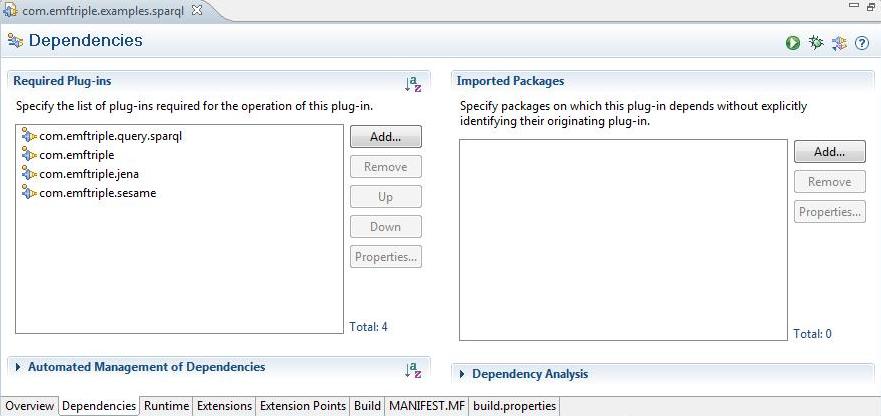 com.emftriple.examples.sparql
Dependencies
Required Plug-ins
Specify the list of plug-ins required for the operation of this plug-in.
com.emftriple.query.sparql
com.emftriple
com.emftriple.jena
com.emftriple.sesame
Add...
Remove
Up
Down
Properties...
Total: 4
Imported Packages
Specify packages on which this plug-in depends without explicitly
identifying their originating plug-in.
Add...
Remove
Properties...
Total: 0
Automated Management of Dependencies
Dependency Analysis
Overview Dependencies Runtime Extensions Extension Points Build MANIFEST.MF build.properties